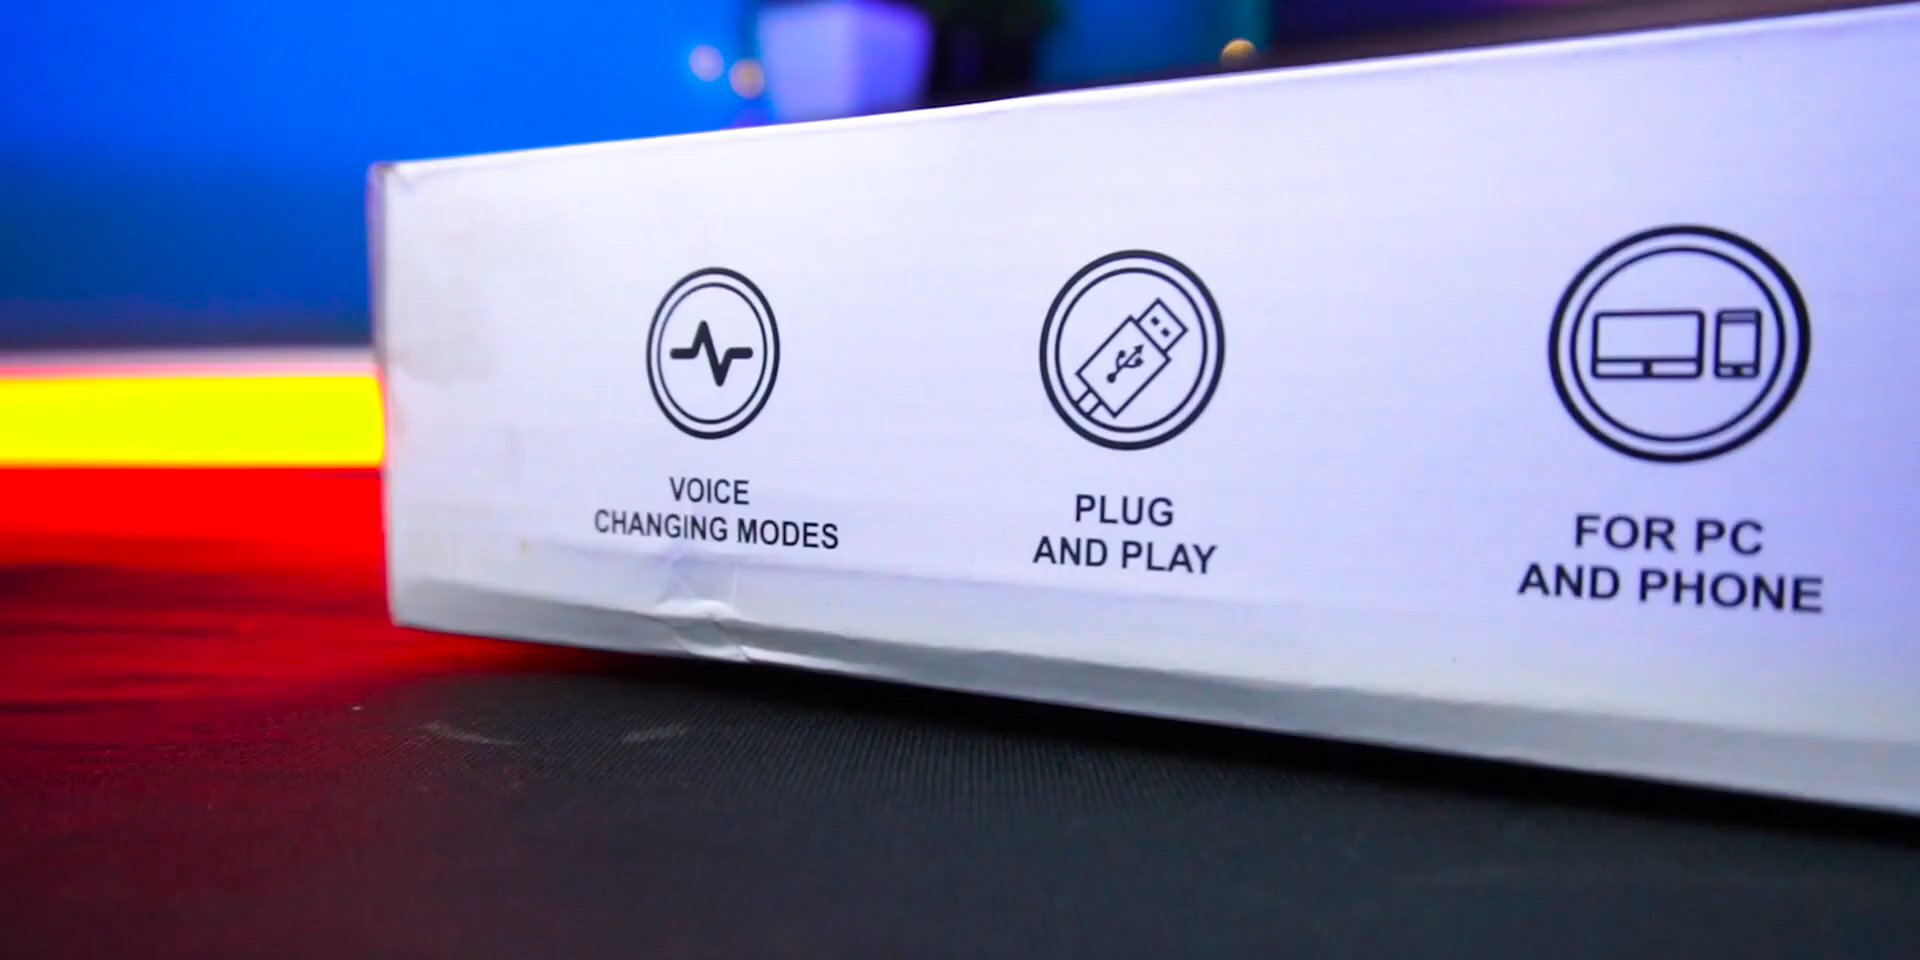 VOICE
CHANGING MODES
PLUG
AND PLAY
FOR PC
AND PHONE